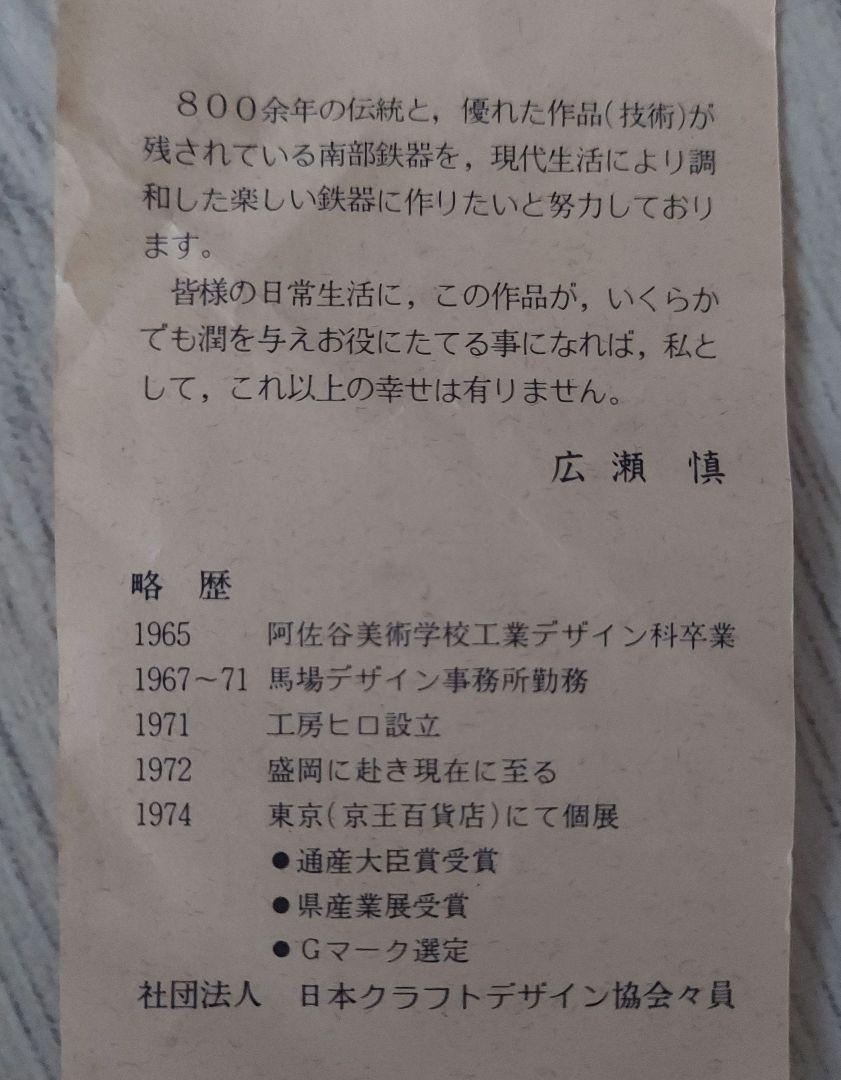 ８００余年の伝統と，優れた作品(技術)が
残されている南部鉄器を，現代生活により調
和した楽しい鉄器に作りたいと努力しており
ます。
皆様の日常生活に，この作品が，いくらか
でも潤を与えお役にたてる事になれば，私と
して，これ以上の幸せは有りません。
広瀬　慎
略　歴
1965　阿佐谷美術学校工業デザイン科卒業
1967～71　馬場デザイン事務所勤務
1971　工房ヒロ設立
1972　盛岡に赴き現在に至る
1974　東京(京王百貨店)にて個展
●通産大臣賞受賞
●県産業展受賞
●Gマーク選定
社団法人　日本クラフトデザイン協会々員